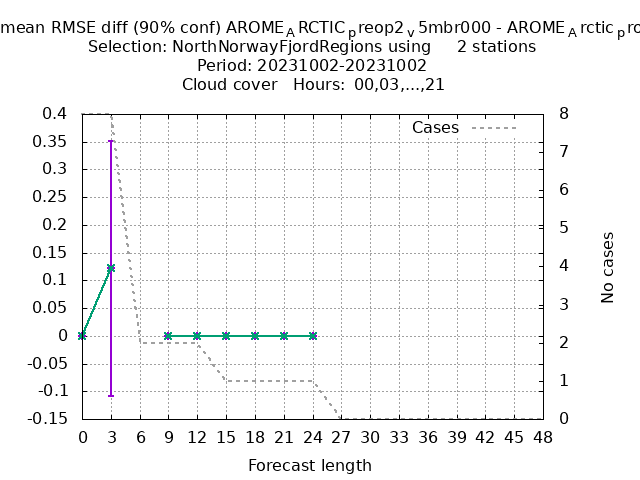 mean RMSE diff (90% conf) AROME_ARCTIC_preop2_v5mbr000 - AROME_Arctic_pro
Selection: NorthNorwayFjordRegions using 2 stations
Period: 20231002-20231002
Cloud cover Hours: 00,03,...,21
0.4
0.35
0.3
0.25
0.2
0.15
0.1
0.05
0
-0.05
-0.1
-0.15
Cases
8
7
6
5
4
3
2
1
0
No cases
0 3 6 9 12 15 18 21 24 27 30 33 36 39 42 45 48
Forecast length